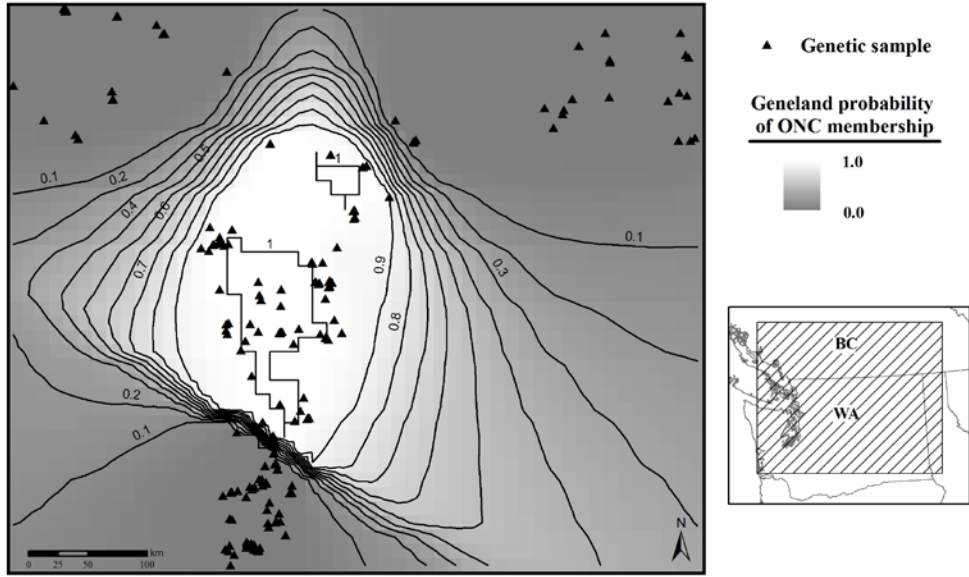 Genetic sample
Geneland probability
of ONC membership
1.0
0.0
0.1
0.2
0.4
0.5
0.6
0.7
1
1
0.9
0.8
0.3
0.1
0.2
0.1
BC
WA
N
km
0 25 50 100